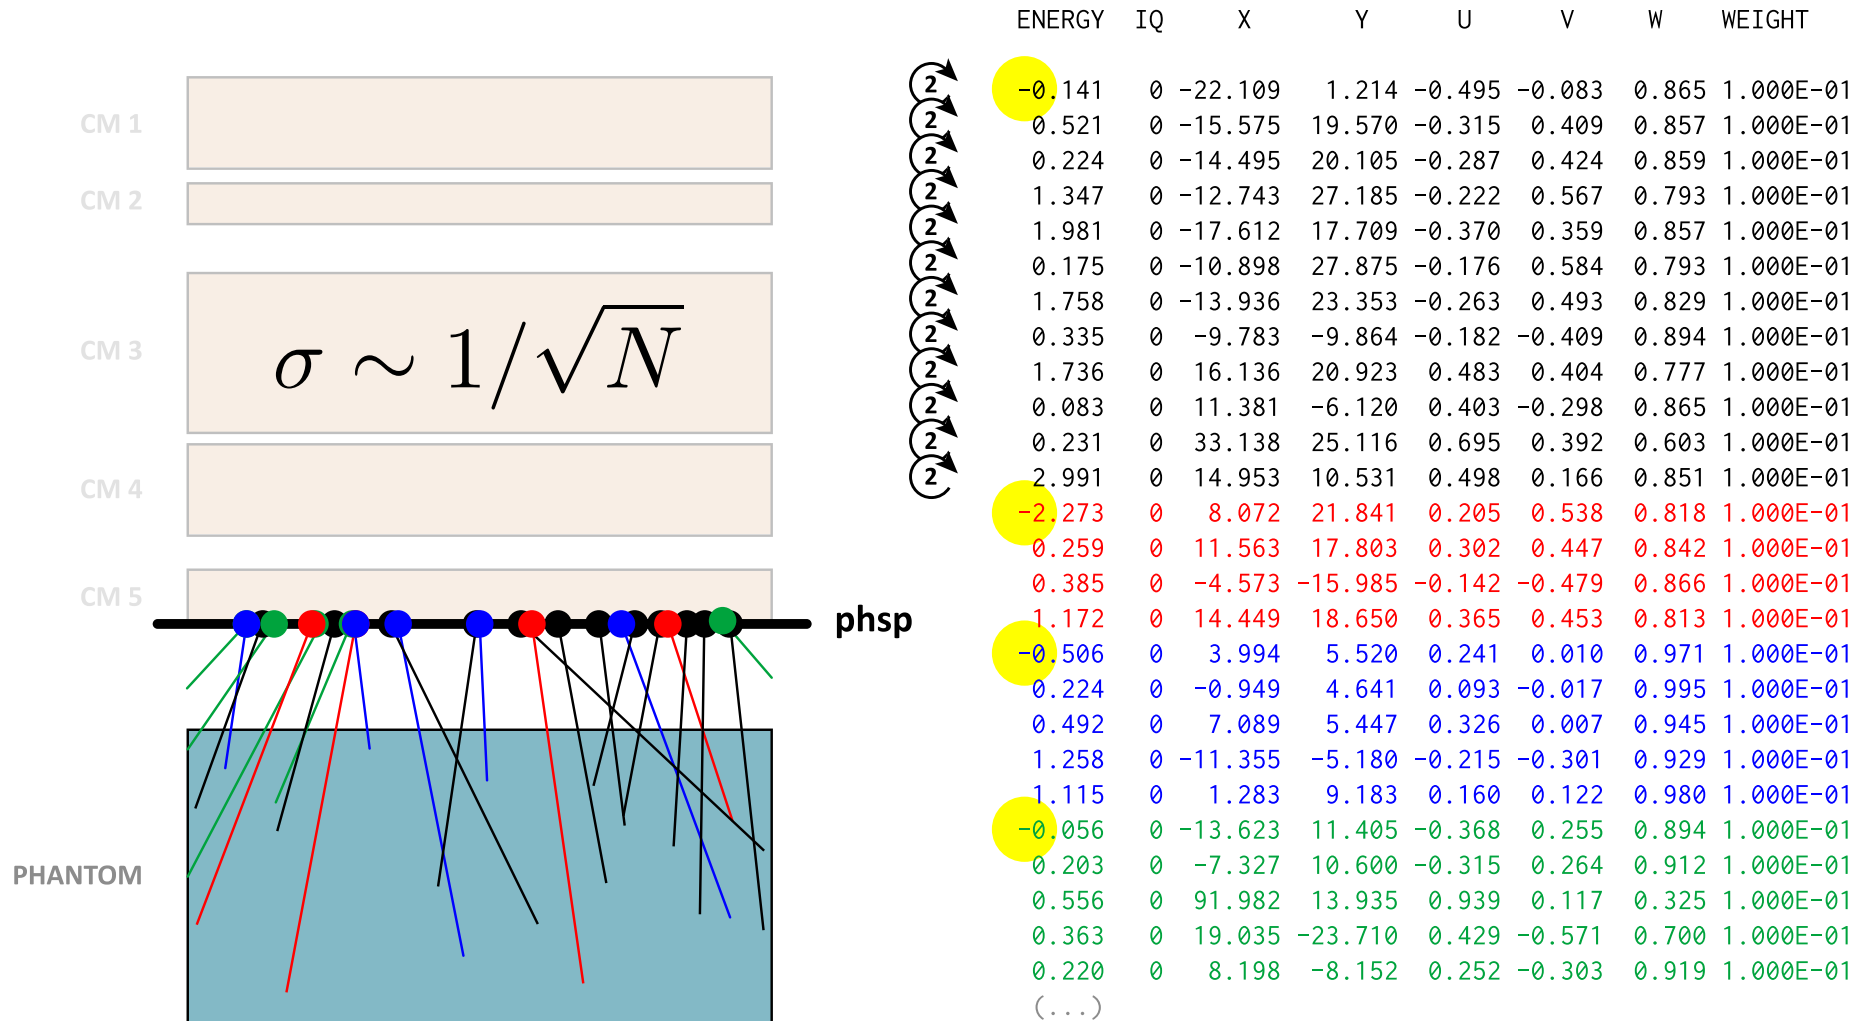 ENERGY IQ X Y U V W WEIGHT
2 -0.141 0 -22.109 1.214 -0.495 -0.083 0.865 1.000E-01
2 0.521 0 -15.575 19.570 -0.315 0.409 0.857 1.000E-01
2 0.224 0 -14.495 20.105 -0.287 0.424 0.859 1.000E-01
2 1.347 0 -12.743 27.185 -0.222 0.567 0.793 1.000E-01
2 1.981 0 -17.612 17.709 -0.370 0.359 0.857 1.000E-01
2 0.175 0 -10.898 27.875 -0.176 0.584 0.793 1.000E-01
2 1.758 0 -13.936 23.353 -0.263 0.493 0.829 1.000E-01
2 0.335 0 -9.783 -9.864 -0.182 -0.409 0.894 1.000E-01
2 1.736 0 16.136 20.923 0.483 0.404 0.777 1.000E-01
2 0.083 0 11.381 -6.120 0.403 -0.298 0.865 1.000E-01
2 0.231 0 33.138 25.116 0.695 0.392 0.603 1.000E-01
2 2.991 0 14.953 10.531 0.498 0.166 0.851 1.000E-01
-2.273 0 8.072 21.841 0.205 0.538 0.818 1.000E-01
0.259 0 11.563 17.803 0.302 0.447 0.842 1.000E-01
0.385 0 -4.573 -15.985 -0.142 -0.479 0.866 1.000E-01
1.172 0 14.449 18.650 0.365 0.453 0.813 1.000E-01
-0.506 0 3.994 5.520 0.241 0.010 0.971 1.000E-01
0.224 0 -0.949 4.641 0.093 -0.017 0.995 1.000E-01
0.492 0 7.089 5.447 0.326 0.007 0.945 1.000E-01
1.258 0 -11.355 -5.180 -0.215 -0.301 0.929 1.000E-01
1.115 0 1.283 9.183 0.160 0.122 0.980 1.000E-01
-0.056 0 -13.623 11.405 -0.368 0.255 0.894 1.000E-01
0.203 0 -7.327 10.600 -0.315 0.264 0.912 1.000E-01
0.556 0 91.982 13.935 0.939 0.117 0.325 1.000E-01
0.363 0 19.035 -23.710 0.429 -0.571 0.700 1.000E-01
0.220 0 8.198 -8.152 0.252 -0.303 0.919 1.000E-01
(...)
CM 1
CM 2
CM 3
σ ∼ 1/√N
CM 4
CM 5
phsp
PHANTOM